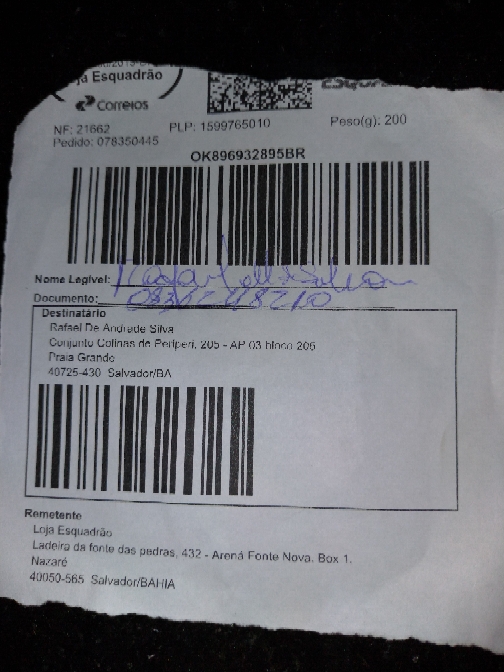 ja Esquadrão
Correios
NF: 21662 PLP: 1599765010 Peso(g): 200
Pedido: 078350445
OK896932895BR
Nome Legível:
Documento:
Destinatário
Rafael De Andrade Silva
Conjunto Colinas de Periperi, 205 - AP 03 bloco 205
Praia Grande
40725-430 Salvador/BA
Remetente
Loja Esquadrão
Ladeira da fonte das pedras, 432 - Arena Fonte Nova. Box 1.
Nazaré
40050-565 Salvador/BAHIA